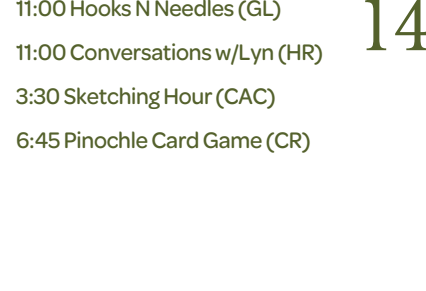 11:00 Hooks N Needles (GL)
14
11:00 Conversations w/Lyn (HR)
3:30 Sketching Hour (CAC)
6:45 Pinochle Card Game (CR)